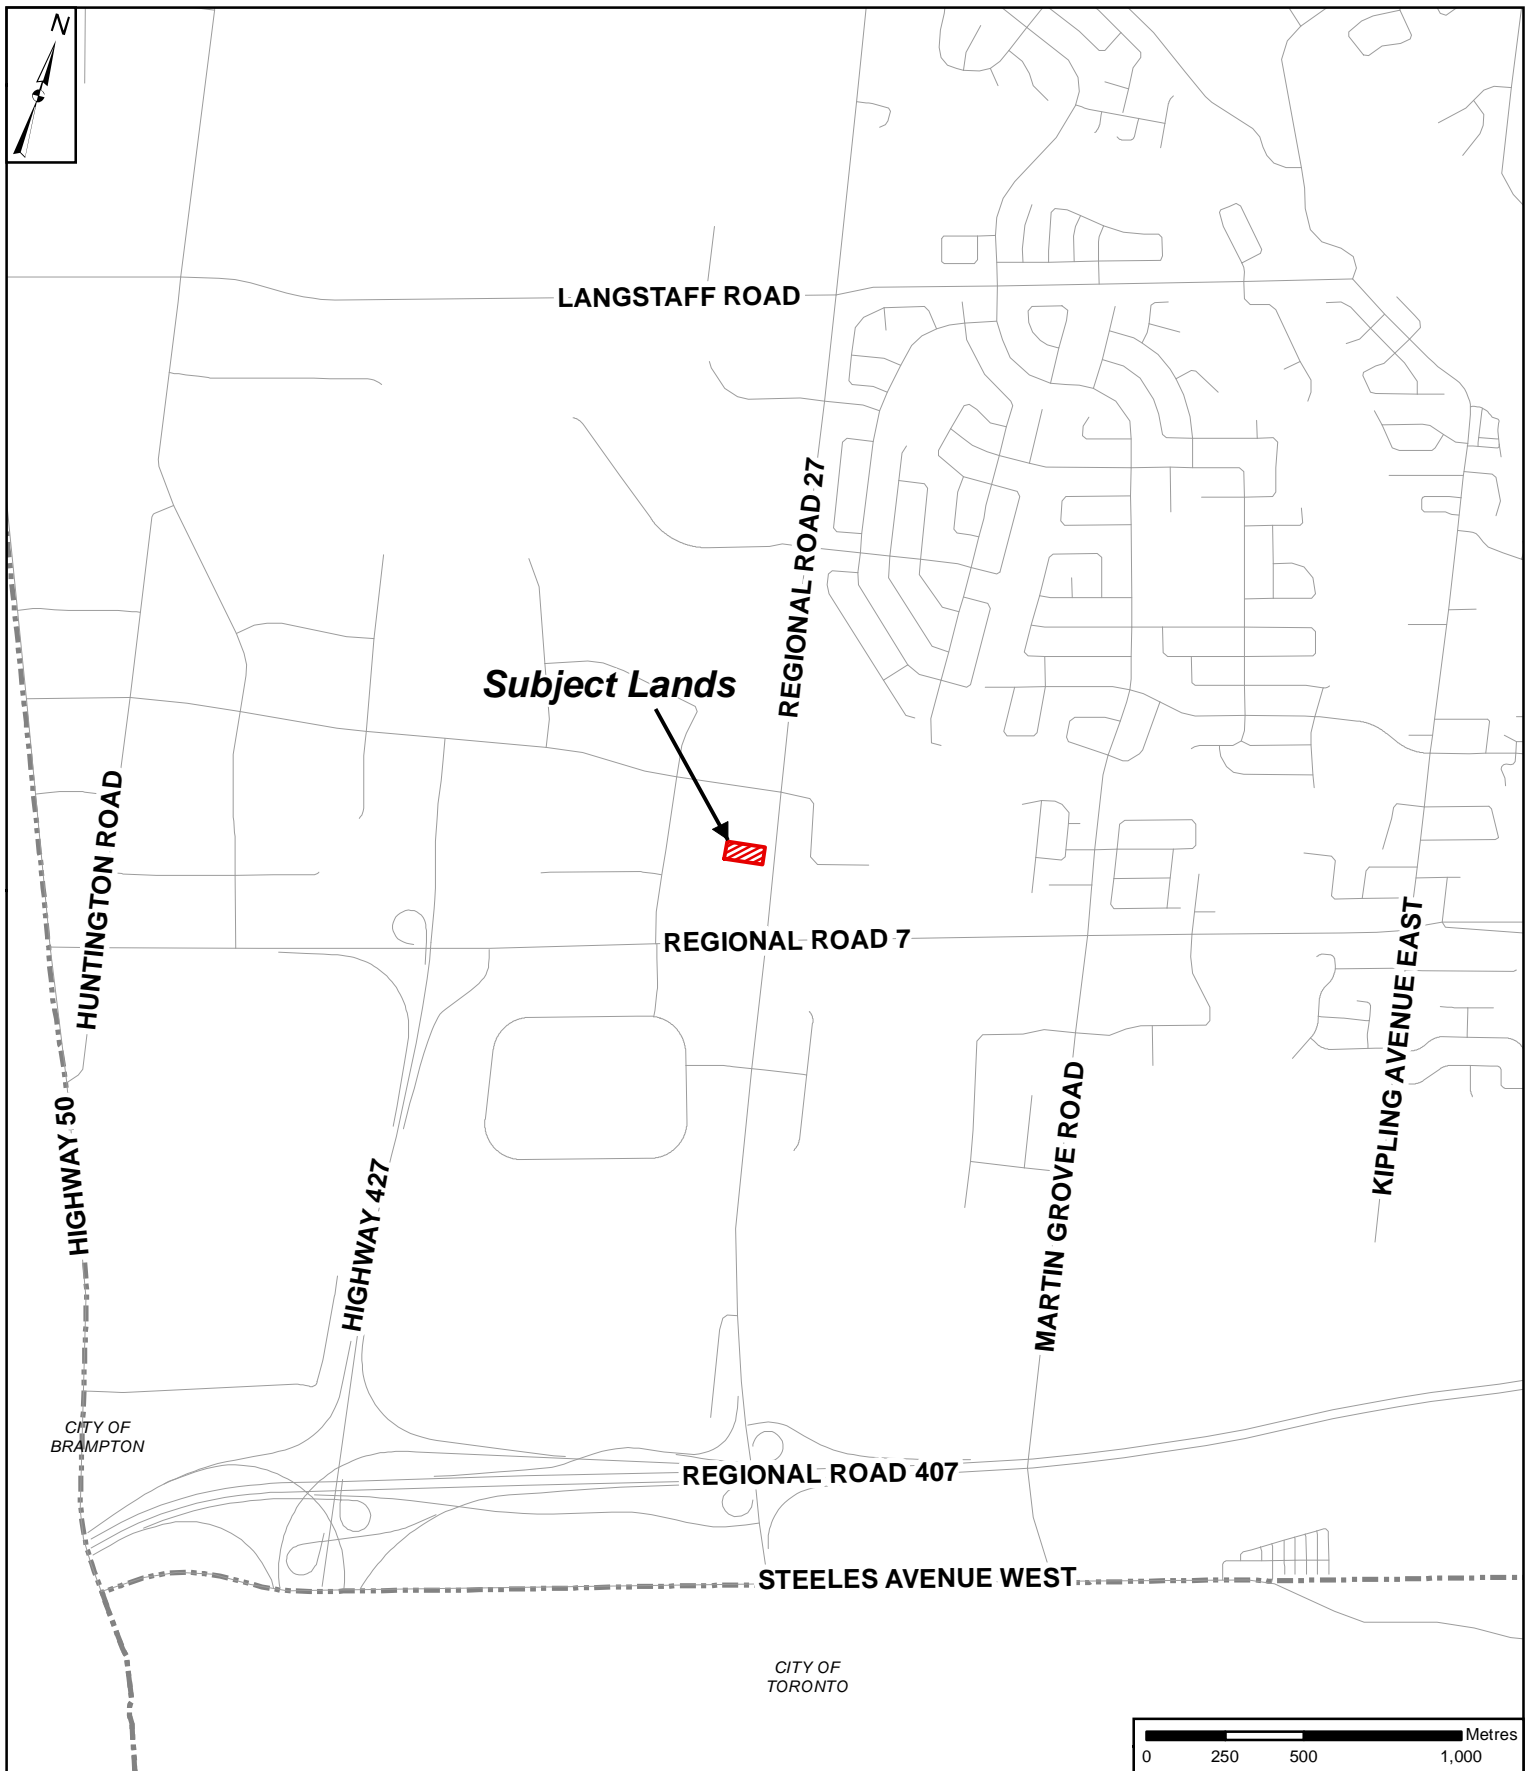 N
LANGSTAFF ROAD
REGIONAL ROAD 27
Subject Lands
HUNTINGTON ROAD
REGIONAL ROAD 7
KIPLING AVENUE EAST
HIGHWAY 50
MARTIN GROVE ROAD
HIGHWAY 427
CITY OF
BRAMPTON
REGIONAL ROAD 407
STEELES AVENUE WEST
CITY OF
TORONTO
Metres
0 250 500 1,000